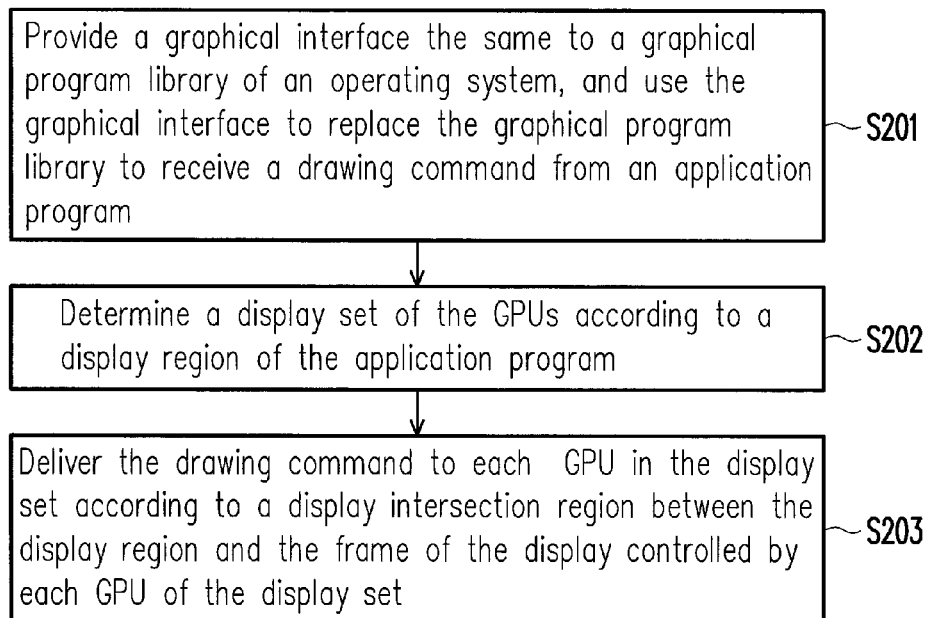 Provide a graphical interface the same to a graphical
program library of an operating system, and use the
graphical interface to replace the graphical program
library to receive a drawing command from an application
program
S201
Determine a display set of the GPUs according to a
display region of the application program
S202
Deliver the drawing command to each GPU in the display
set according to a display intersection region between the
display region and the frame of the display controlled by
each GPU of the display set
S203